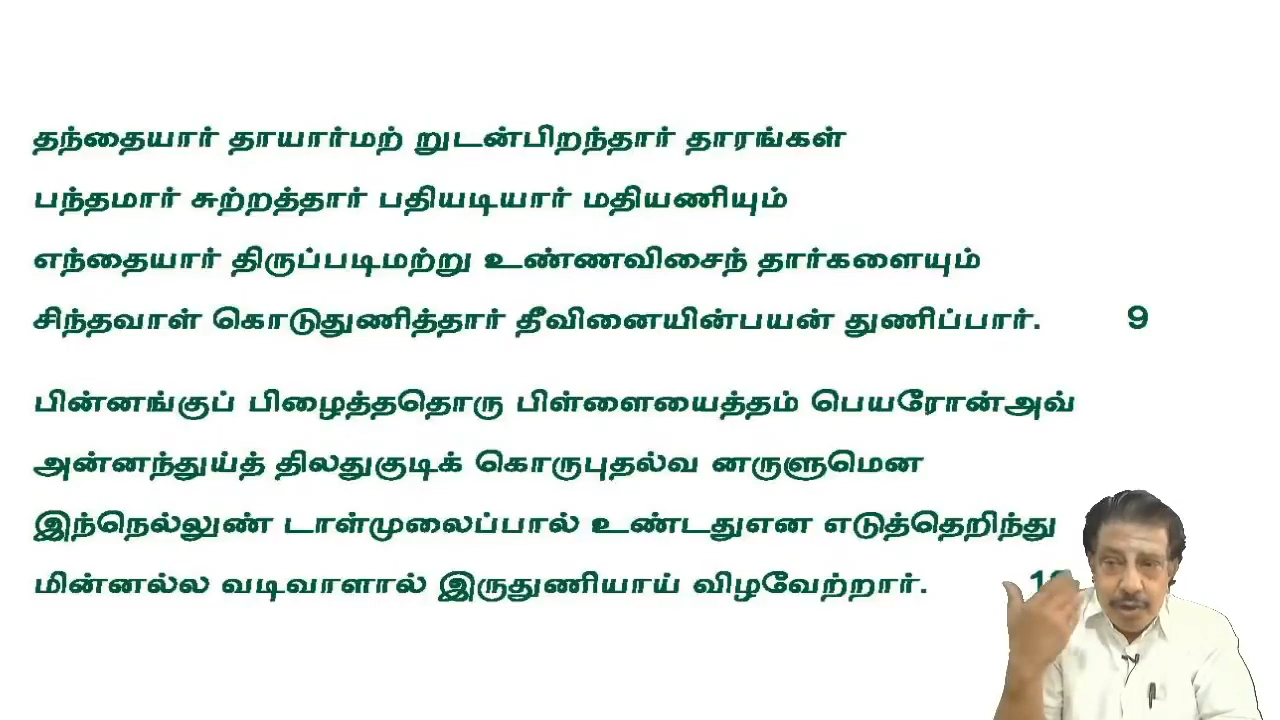 தந்தையார் தாயார்மற் றுடன்பிறந்தார் தாரங்கள்
பந்தமார் சுற்றத்தார் பதியடியார் மதியணியும்
எந்தையார் திருப்படிமற்று உண்ணவிசைந் தார்களையும்
சிந்தவாள் கொடுதுணித்தார் தீவினையின்பயன் துணிப்பார். 9
பின்னங்குப் பிழைத்ததொரு பிள்ளையைத்தம் பெயரோன்அவ்
அன்னந்துய்த் திலதுகுடிக் கொருபுதல்வ னருளுமென
இந்நெல்லுண் டாள்முலைப்பால் உண்டதுஎன எடுத்தெறிந்து
மின்னல்ல வடிவாளால் இருதுணியாய் விழவேற்றார்.